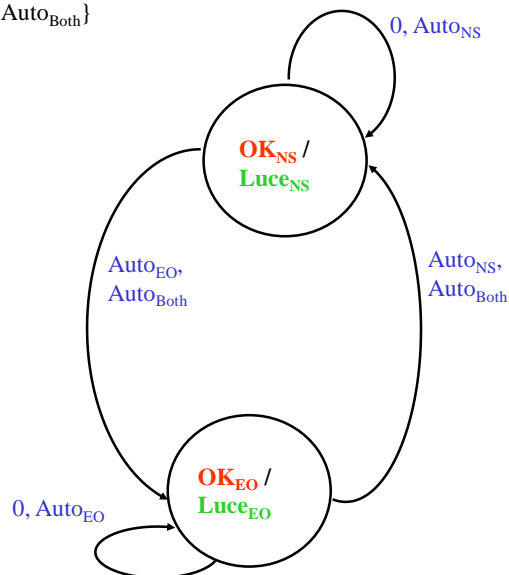 Auto_Both}
0, Auto_NS
OK_NS /
Luce_NS
Auto_EO,
Auto_Both
Auto_NS,
Auto_Both
OK_EO /
Luce_EO
0, Auto_EO